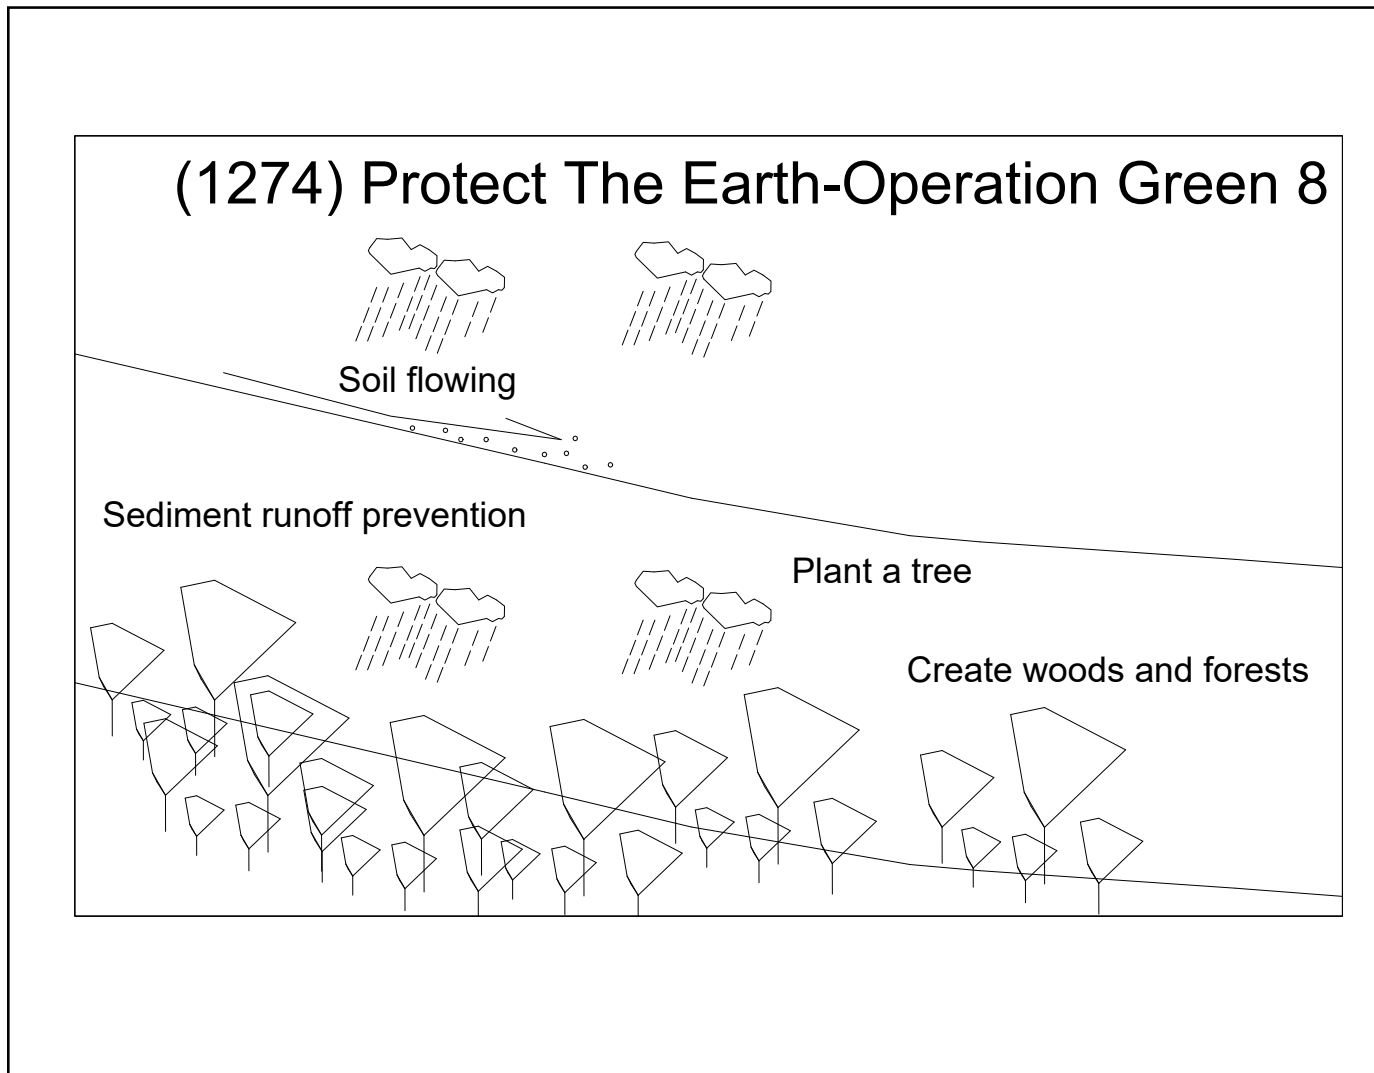 (1274) Protect The Earth-Operation Green 8
Soil flowing
Sediment runoff prevention
Plant a tree
Create woods and forests